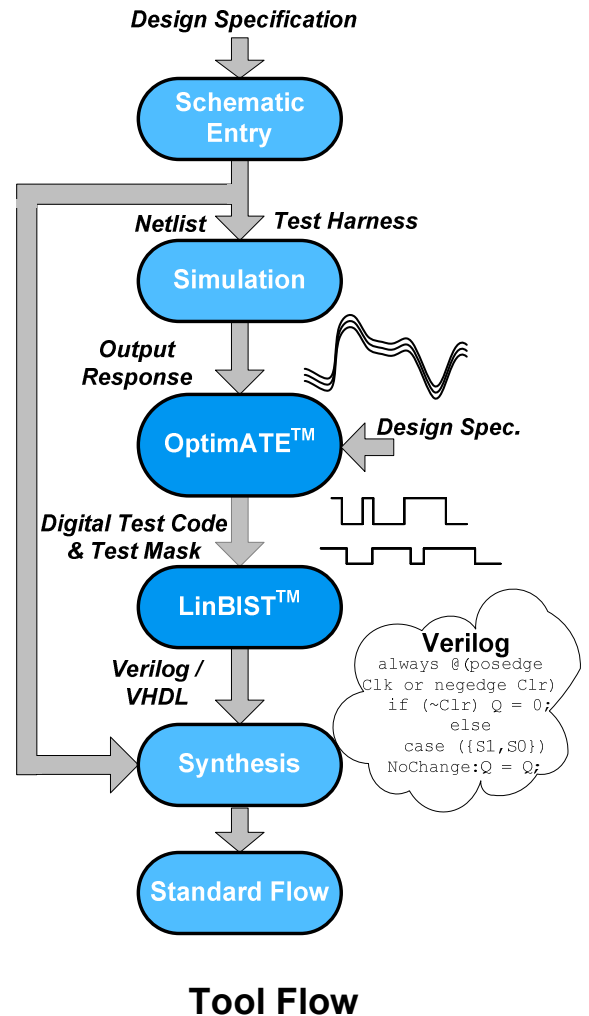 Design Specification
Schematic
Entry
Netlist
Test Harness
Simulation
Output
Response
OptimATE™
Design Spec.
Digital Test Code
& Test Mask
LinBIST™
Verilog /
VHDL
Verilog
always @(posedge
Clk or negedge Clr)
if (~Clr) Q = 0;
else
case ({S1,S0})
NoChange:Q = Q;
Synthesis
Standard Flow
Tool Flow